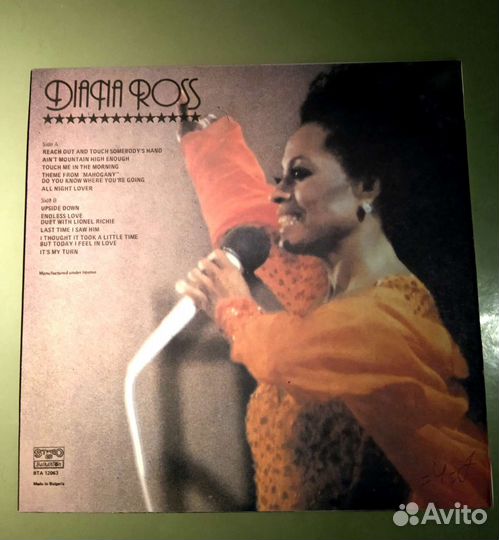 DIANA ROSS
★★★★★★★★★★★★★★
Side A
REACH OUT AND TOUCH SOMEBODY'S HAND
AIN'T MOUNTAIN HIGH ENOUGH
TOUCH ME IN THE MORNING
THEME FROM "MAHOGANY"
DO YOU KNOW WHERE YOU'RE GOING
ALL NIGHT LOVER
Side B
UPSIDE DOWN
ENDLESS LOVE
DUET WITH LIONEL RICHIE
LAST TIME I SAW HIM
I THOUGHT IT TOOK A LITTLE TIME
BUT TODAY I FEEL IN LOVE
IT'S MY TURN
Manufactured under license
STEREO
BTA 12063
Made in Bulgaria
Avito